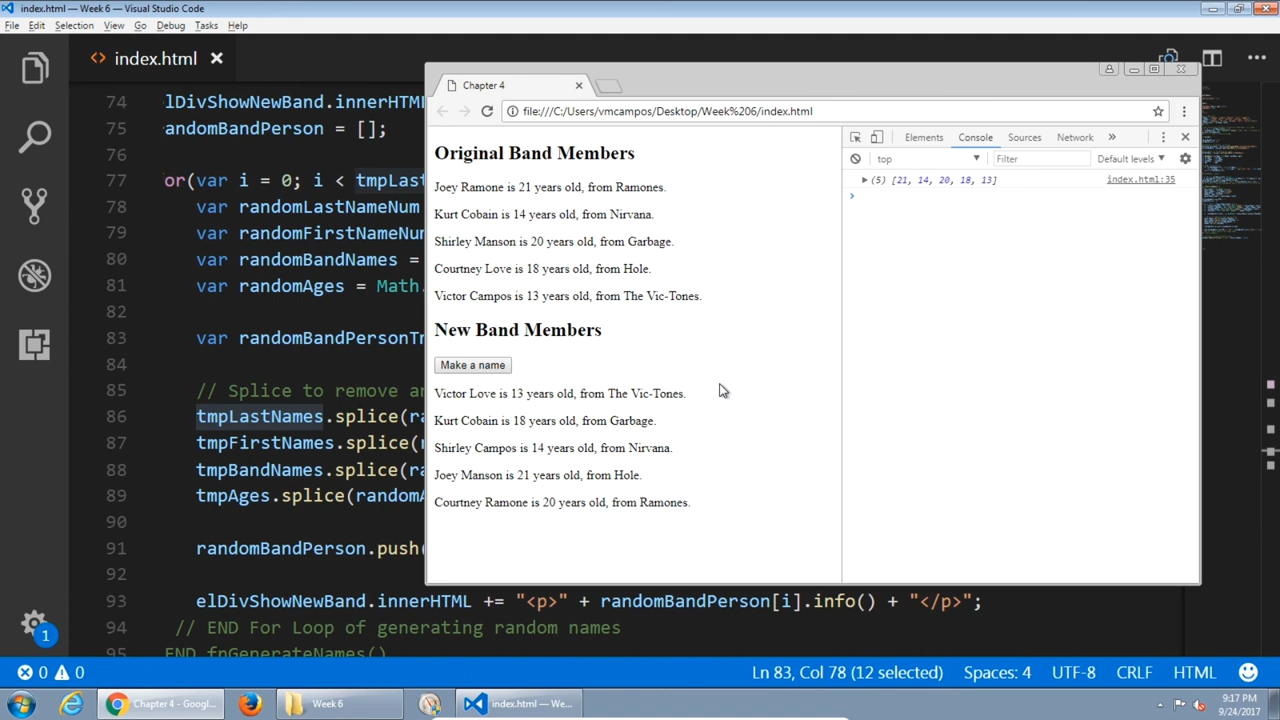 index.html — Week 6 — Visual Studio Code
File Edit Selection View Go Debug Tasks Help
index.html
74 lDivShowNewBand.innerHTML
75 andomBandPerson = [];
76
77 or(var i = 0; i < tmpLast
78 var randomLastNameNum
79 var randomFirstNameNum
80 var randomBandNames =
81 var randomAges = Math.
82
83 var randomBandPersonTm
84
85 // Splice to remove an
86 tmpLastNames.splice(ra
87 tmpFirstNames.splice(r
88 tmpBandNames.splice(ra
89 tmpAges.splice(randomA
90
91 randomBandPerson.push(
92
93 elDivShowNewBand.innerHTML += "<p>" + randomBandPerson[i].info() + "</p>";
94 // END For Loop of generating random names
95 END fnGenerateNames()
Chapter 4
file:///C:/Users/vmcampos/Desktop/Week%206/index.html
Original Band Members
Joey Ramone is 21 years old, from Ramones.
Kurt Cobain is 14 years old, from Nirvana.
Shirley Manson is 20 years old, from Garbage.
Courtney Love is 18 years old, from Hole.
Victor Campos is 13 years old, from The Vic-Tones.
New Band Members
Make a name
Victor Love is 13 years old, from The Vic-Tones.
Kurt Cobain is 18 years old, from Garbage.
Shirley Campos is 14 years old, from Nirvana.
Joey Manson is 21 years old, from Hole.
Courtney Ramone is 20 years old, from Ramones.
Elements Console Sources Network »
top Filter Default levels
(5) [21, 14, 20, 18, 13] index.html:35
1
0 0 Ln 83, Col 78 (12 selected) Spaces: 4 UTF-8 CRLF HTML
Chapter 4 - Googl... Week 6 index.html — We...
9:17 PM
9/24/2017